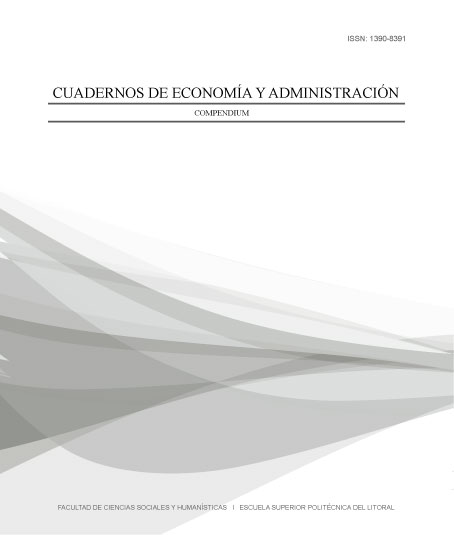 ISSN: 1390-8391
CUADERNOS DE ECONOMÍA Y ADMINISTRACIÓN
COMPENDIUM
FACULTAD DE CIENCIAS SOCIALES Y HUMANÍSTICAS I ESCUELA SUPERIOR POLITÉCNICA DEL LITORAL